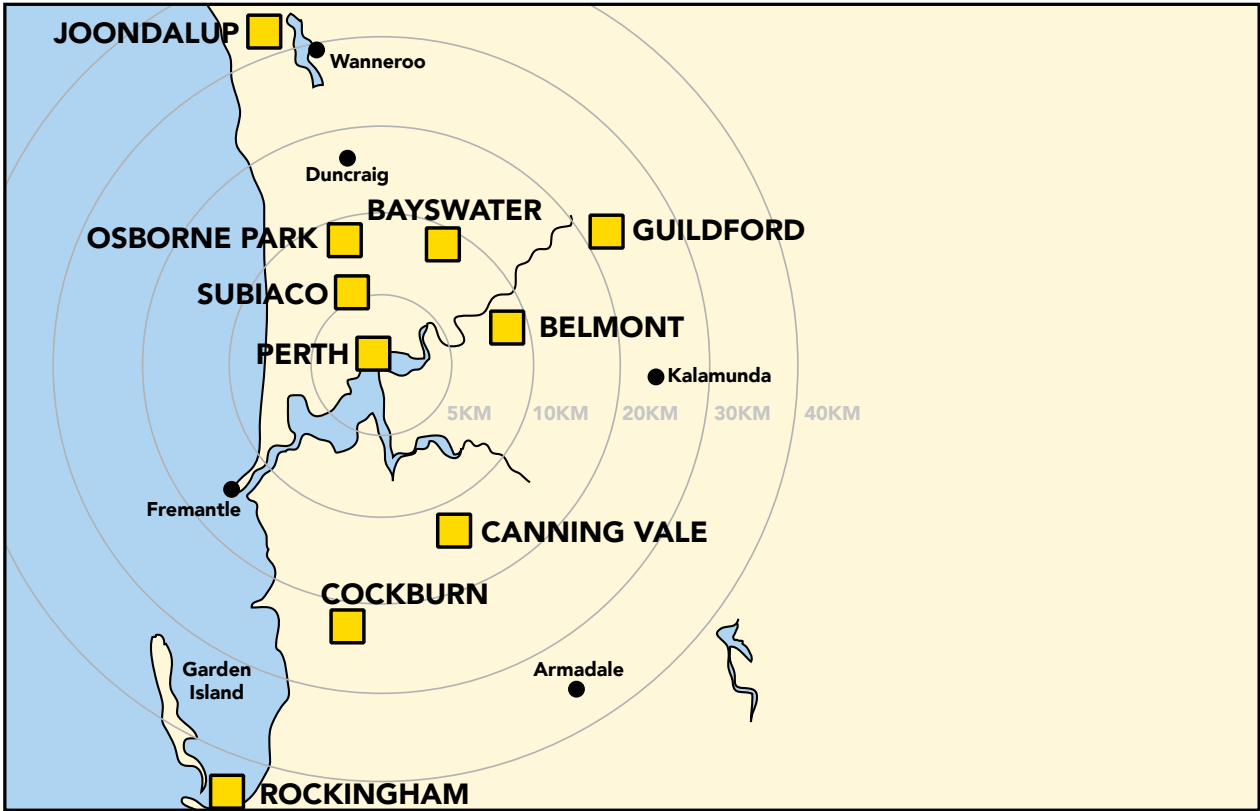 JOONDALUP
Wanneroo
Duncraig
BAYSWATER
OSBORNE PARK
GUILDFORD
SUBIACO
BELMONT
PERTH
Kalamunda
5KM
10KM
20KM
30KM
40KM
Fremantle
CANNING VALE
COCKBURN
Garden
Island
Armadale
ROCKINGHAM